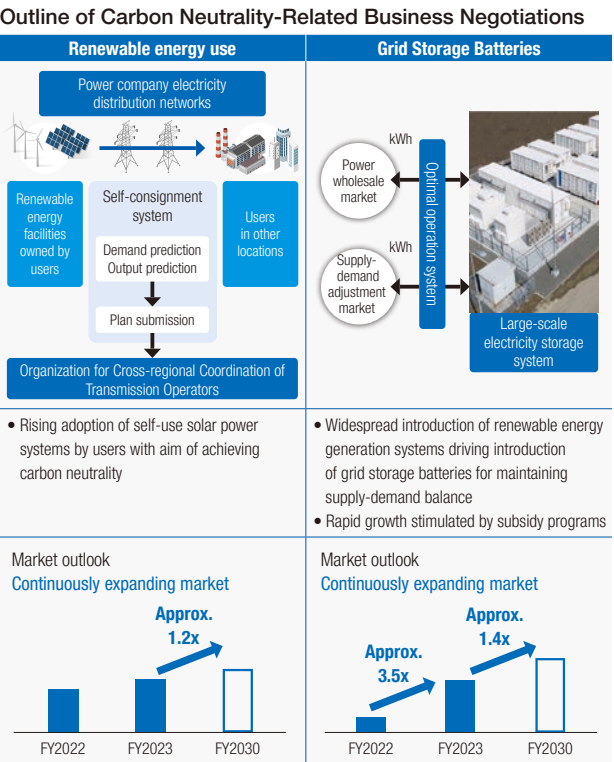 Outline of Carbon Neutrality-Related Business Negotiations
Renewable energy use
Power company electricity
distribution networks
Renewable
energy
facilities
owned by
users
Self-consignment
system
Demand prediction
Output prediction
Plan submission
Users
in other
locations
Organization for Cross-regional Coordination of
Transmission Operators
• Rising adoption of self-use solar power
systems by users with aim of achieving
carbon neutrality
Market outlook
Continuously expanding market
Approx.
1.2x
FY2022
FY2023
FY2030
Grid Storage Batteries
kWh
Power
wholesale
market
kWh
Supply-
demand
adjustment
market
Optimal operation system
Large-scale
electricity storage
system
• Widespread introduction of renewable energy
generation systems driving introduction
of grid storage batteries for maintaining
supply-demand balance
• Rapid growth stimulated by subsidy programs
Market outlook
Continuously expanding market
Approx.
3.5x
Approx.
1.4x
FY2022
FY2023
FY2030